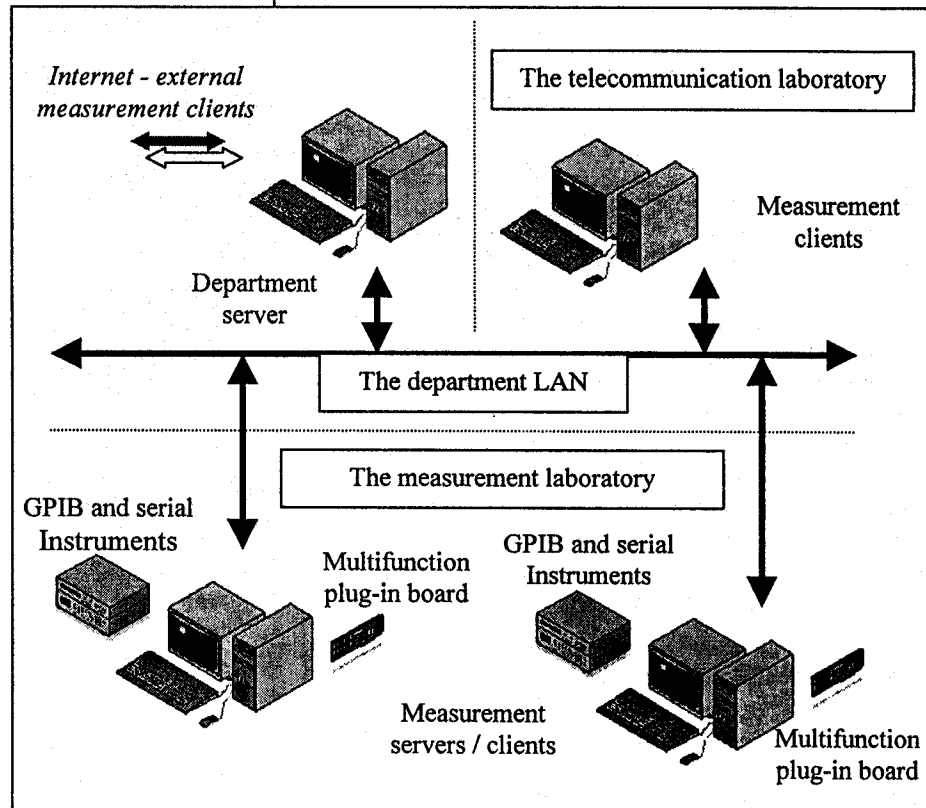 Internet - external
measurement clients
The telecommunication laboratory
Measurement
clients
Department
server
The department LAN
The measurement laboratory
GPIB and serial
Instruments
Multifunction
plug-in board
GPIB and serial
Instruments
Measurement
servers / clients
Multifunction
plug-in board